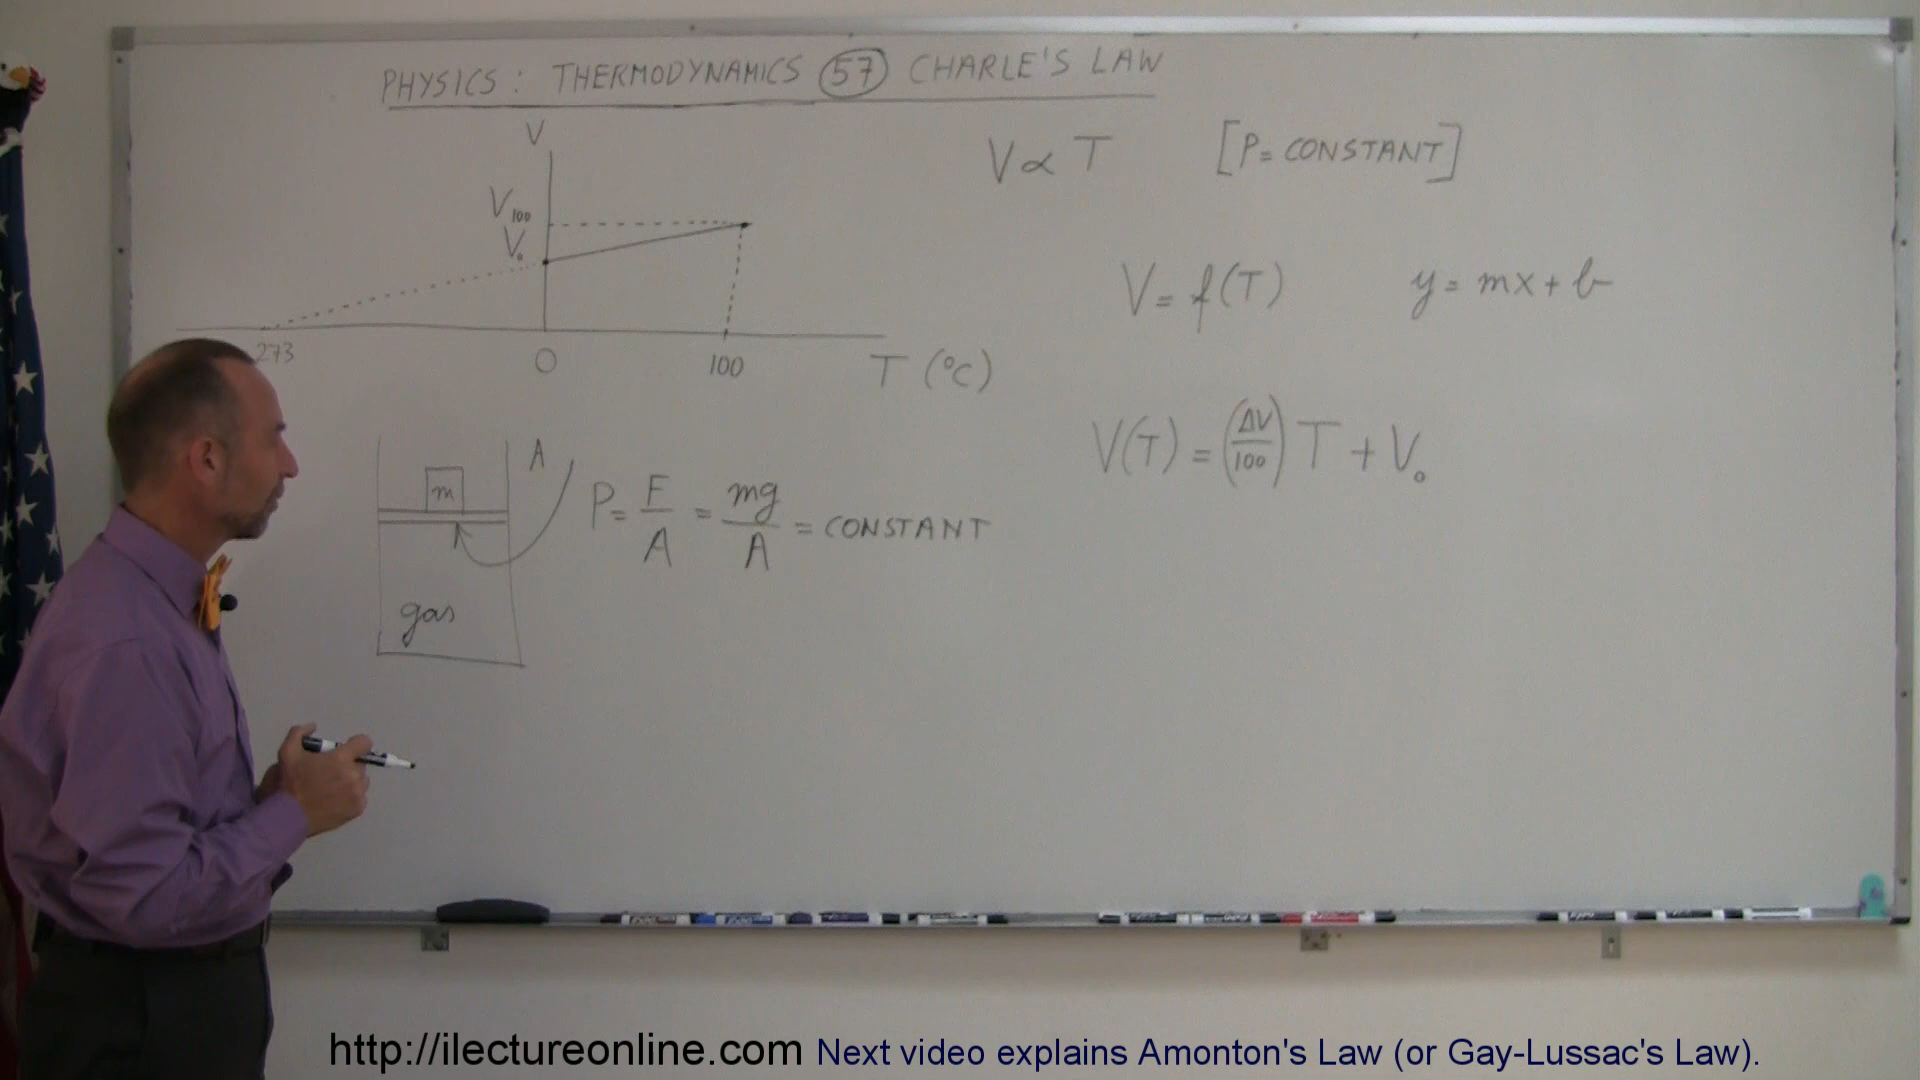 PHYSICS: THERMODYNAMICS 57 CHARLE'S LAW
V
V ∝ T [P = CONSTANT]
V₁₀₀
V₀
V = f(T) y = mx + b
273 0 100 T (°C)
V(T) = (ΔV/100) T + V₀
A
m
P = F/A = mg/A = CONSTANT
gas
http://ilectureonline.com Next video explains Amonton's Law (or Gay-Lussac's Law).